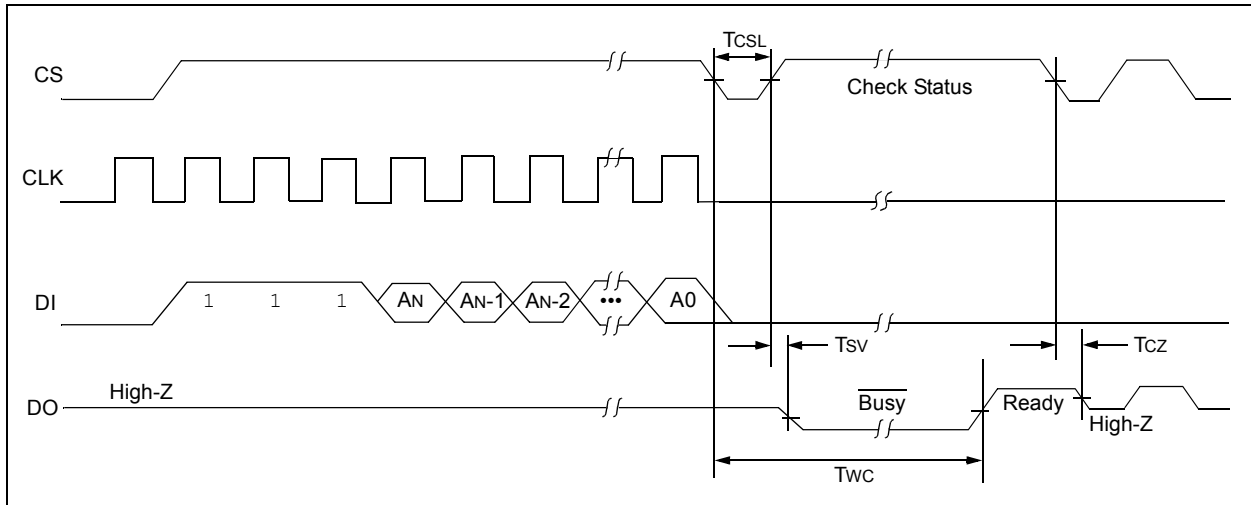 TCSL
CS
Check Status
CLK
DI
1 1 1 AN AN-1 AN-2 ••• A0
TSV
TCZ
High-Z
DO
Busy
Ready
High-Z
TWC